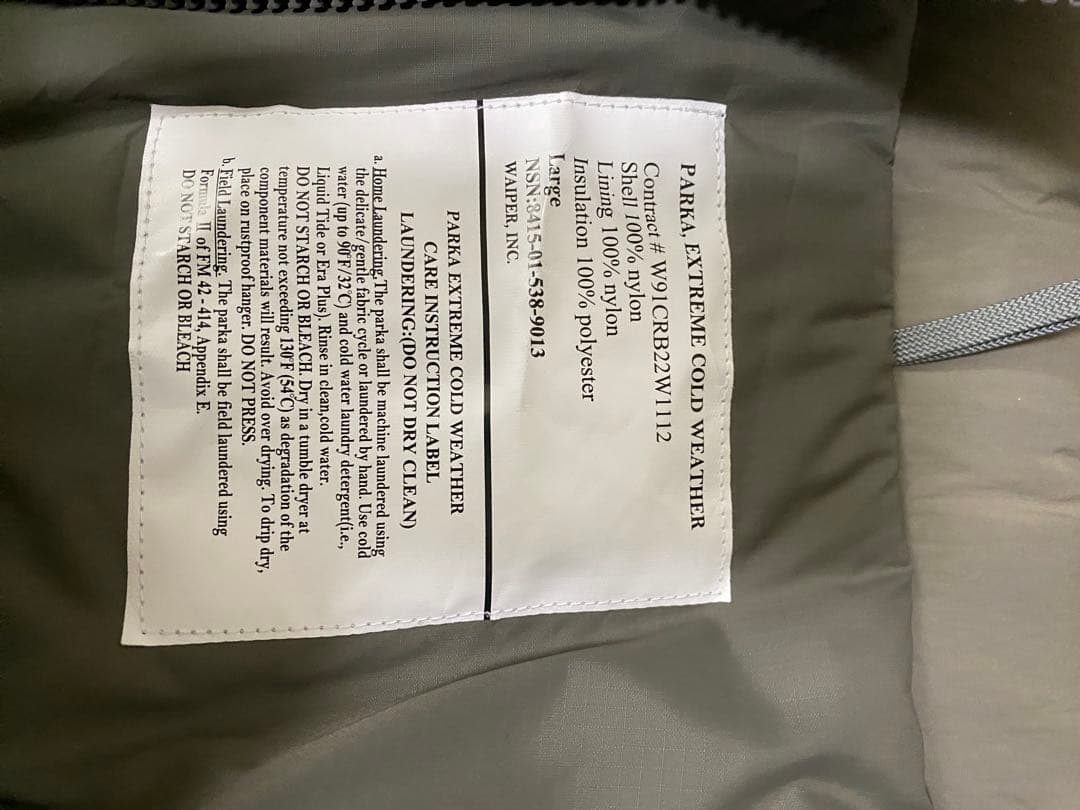 PARKA, EXTREME COLD WEATHER
Contract # W91CRB22W1112
Shell 100% nylon
Lining 100% nylon
Insulation 100% polyester
Large
NSN:8415-01-538-9013
WAIPER, INC.
PARKA EXTREME COLD WEATHER
CARE INSTRUCTION LABEL
LAUNDERING:(DO NOT DRY CLEAN)
a. Home Laundering.The parka shall be machine laundered using
the delicate/gentle fabric cycle or laundered by hand. Use cold
water (up to 90°F/32°C) and cold water laundry detergent(i.e.,
Liquid Tide or Era Plus). Rinse in clean,cold water.
DO NOT STARCH OR BLEACH. Dry in a tumble dryer at
temperature not exceeding 130°F (54°C) as degradation of the
component materials will result. Avoid over drying. To drip dry,
place on rustproof hanger. DO NOT PRESS.
b. Field Laundering. The parka shall be field laundered using
Formula II of FM 42 - 414, Appendix E.
DO NOT STARCH OR BLEACH